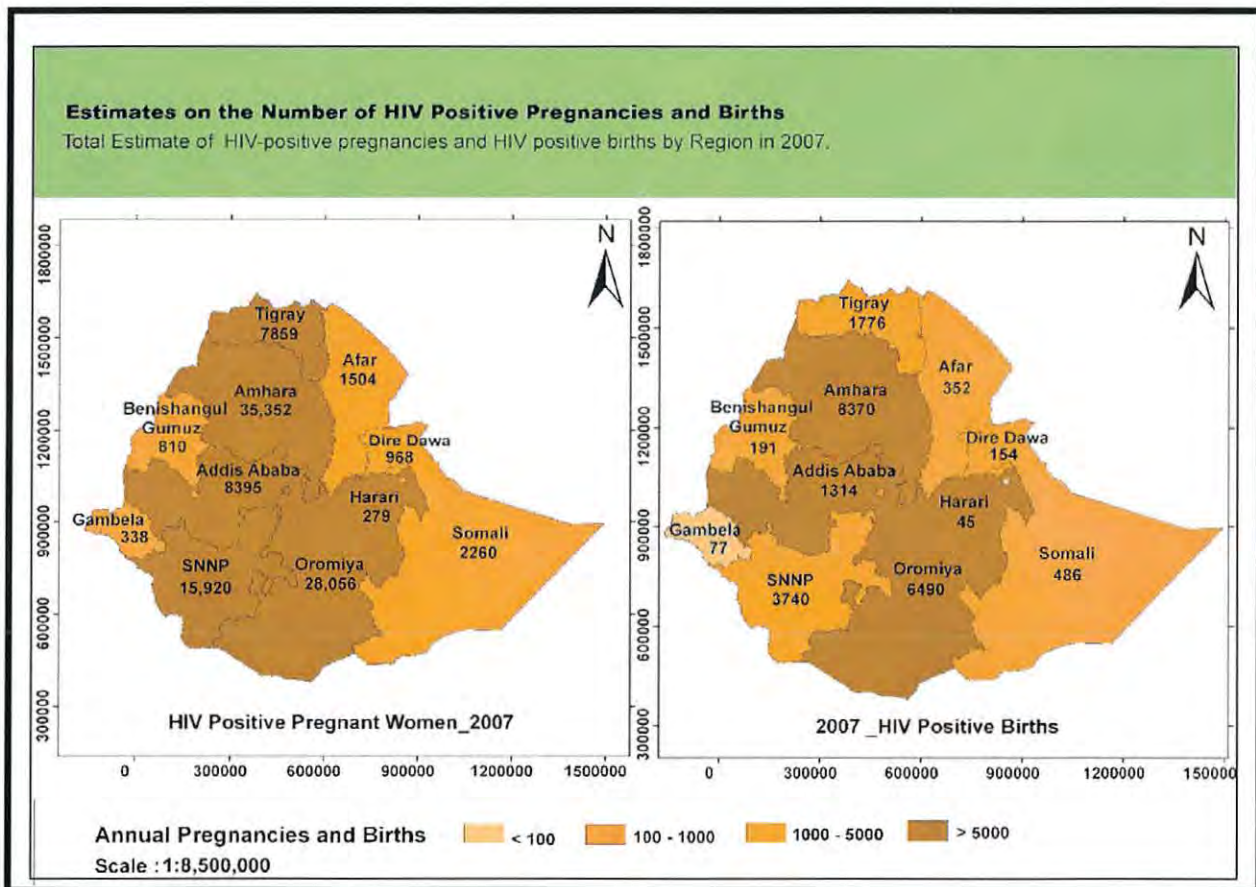 Estimates on the Number of HIV Positive Pregnancies and Births
Total Estimate of HIV-positive pregnancies and HIV positive births by Region in 2007.
N
1800000
1500000
1200000
900000
600000
300000
Tigray
7859
Afar
1504
Amhara
35,352
Benishangul
Gumuz
810
Dire Dawa
968
Addis Ababa
8395
Harari
279
Gambela
338
Somali
2260
SNNP
15,920
Oromiya
28,056
HIV Positive Pregnant Women_2007
0 300000 600000 900000 1200000 1500000
N
1800000
1500000
1200000
900000
600000
300000
Tigray
1776
Afar
352
Amhara
8370
Benishangul
Gumuz
191
Dire Dawa
154
Addis Ababa
1314
Harari
45
Gambela
77
Somali
486
SNNP
3740
Oromiya
6490
2007 _HIV Positive Births
0 300000 600000 900000 1200000 150000
Annual Pregnancies and Births < 100 100 - 1000 1000 - 5000 > 5000
Scale : 1:8,500,000